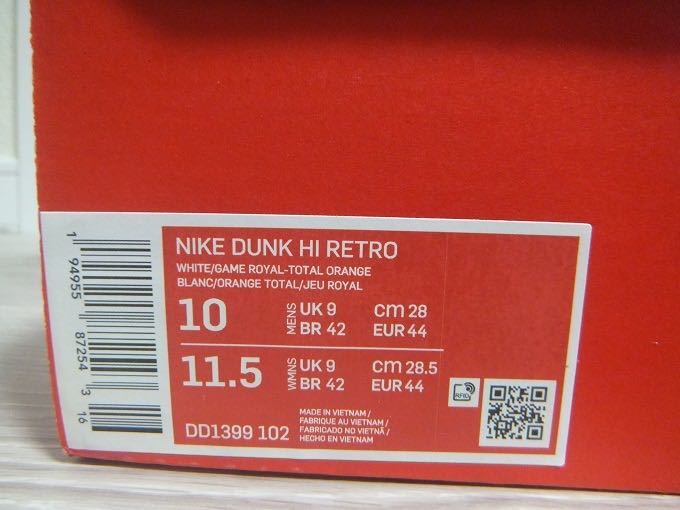 NIKE DUNK HI RETRO
WHITE/GAME ROYAL-TOTAL ORANGE
BLANC/ORANGE TOTAL/JEU ROYAL
10 MENS UK 9 cm 28
BR 42 EUR 44
11.5 WMNS UK 9 cm 28.5
BR 42 EUR 44
RFID
DD1399 102
MADE IN VIETNAM /
FABRIQUE AU VIETNAM /
FABRICADO NO VIETNÃ /
HECHO EN VIETNAM
1 94955 87254 3 16